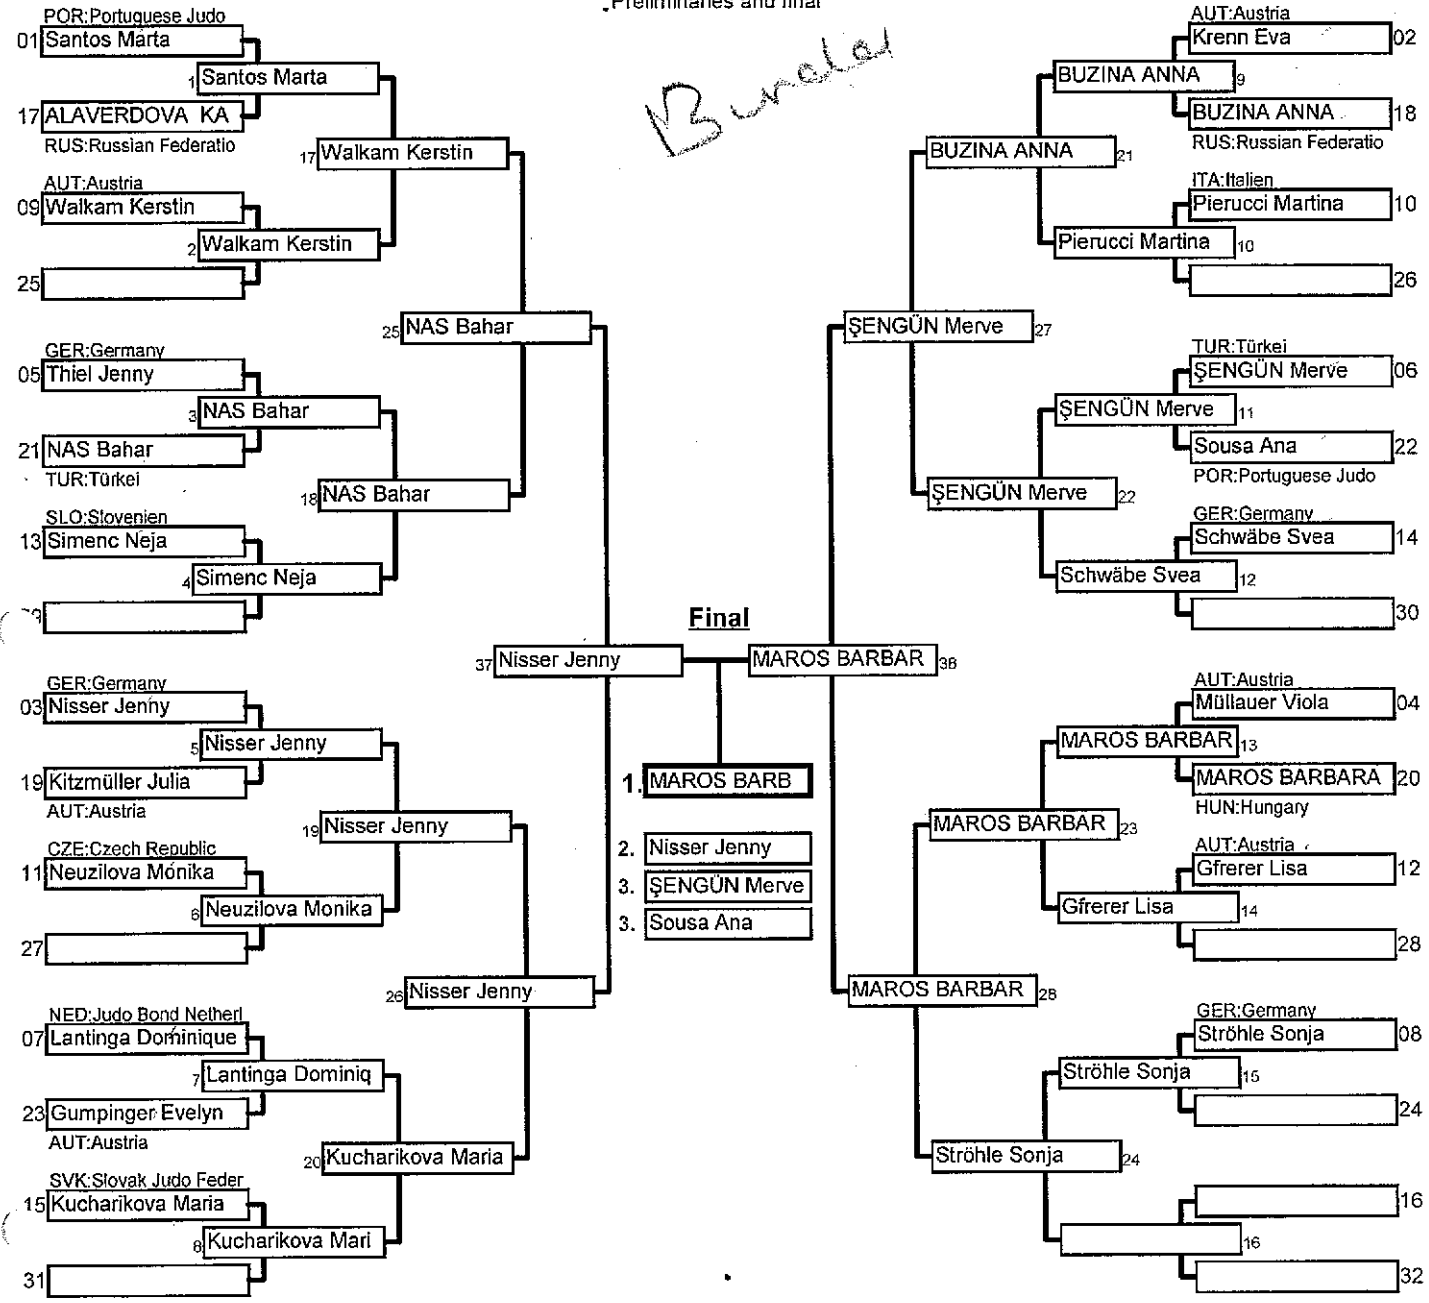 Preliminaries and final
POR:Portuguese Judo
01 Santos Marta
1 Santos Marta
17 ALAVERDOVA KA
RUS:Russian Federatio
17 Walkam Kerstin
AUT:Austria
09 Walkam Kerstin
2 Walkam Kerstin
25
25 NAS Bahar
GER:Germany
05 Thiel Jenny
3 NAS Bahar
21 NAS Bahar
TUR:Türkei
18 NAS Bahar
SLO:Slovenien
13 Simenc Neja
4 Simenc Neja
37 Nisser Jenny
GER:Germany
03 Nisser Jenny
5 Nisser Jenny
19 Kitzmüller Julia
AUT:Austria
19 Nisser Jenny
CZE:Czech Republic
11 Neuzilova Monika
6 Neuzilova Monika
27
26 Nisser Jenny
NED:Judo Bond Netherl
07 Lantinga Dominique
7 Lantinga Dominiq
23 Gumpinger Evelyn
AUT:Austria
20 Kucharikova Maria
SVK:Slovak Judo Feder
15 Kucharikova Maria
8 Kucharikova Mari
31
Final
1. MAROS BARB
2. Nisser Jenny
3. ŞENGÜN Merve
3. Sousa Ana
AUT:Austria
Krenn Eva 02
BUZINA ANNA 9
BUZINA ANNA 18
RUS:Russian Federatio
BUZINA ANNA 21
ITA:Italien
Pierucci Martina 10
Pierucci Martina 10
26
ŞENGÜN Merve 27
TUR:Türkei
ŞENGÜN Merve 06
ŞENGÜN Merve 11
Sousa Ana 22
POR:Portuguese Judo
ŞENGÜN Merve 22
GER:Germany
Schwäbe Svea 14
Schwäbe Svea 12
30
MAROS BARBAR 38
AUT:Austria
Müllauer Viola 04
MAROS BARBAR 13
MAROS BARBARA 20
HUN:Hungary
MAROS BARBAR 23
AUT:Austria
Gfrerer Lisa 12
Gfrerer Lisa 14
28
MAROS BARBAR 28
GER:Germany
Ströhle Sonja 08
Ströhle Sonja 15
24
Ströhle Sonja 24
16
16
32